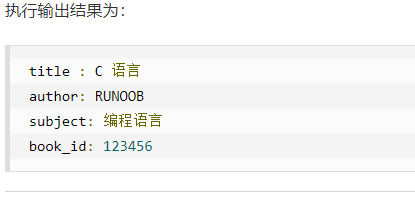 执行输出结果为：
title : C 语言
author: RUNOOB
subject: 编程语言
book_id: 123456